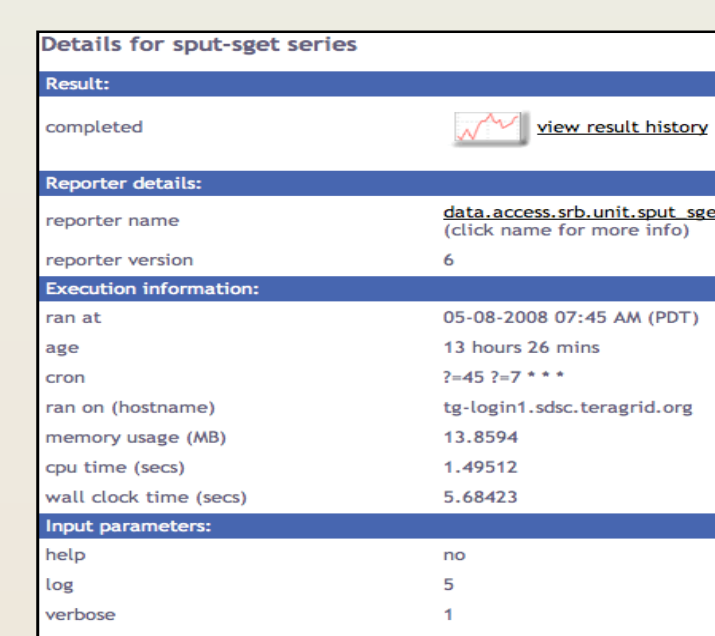 Details for sput-sget series
Result:
completed view result history
Reporter details:
reporter name data.access.srb.unit.sput_sge
(click name for more info)
reporter version 6
Execution information:
ran at 05-08-2008 07:45 AM (PDT)
age 13 hours 26 mins
cron ?=45 ?=7 * * *
ran on (hostname) tg-login1.sdsc.teragrid.org
memory usage (MB) 13.8594
cpu time (secs) 1.49512
wall clock time (secs) 5.68423
Input parameters:
help no
log 5
verbose 1